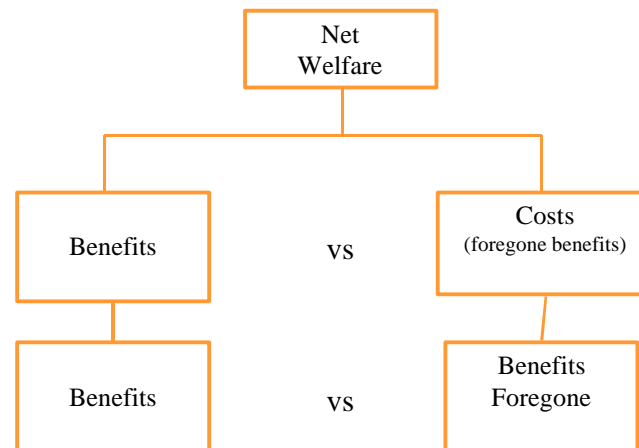 Net
Welfare
Benefits
vs
Costs
(foregone benefits)
Benefits
vs
Benefits
Foregone